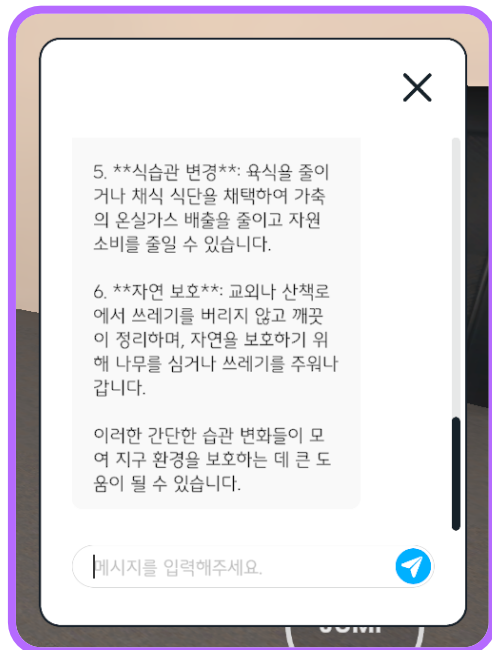 5. **식습관 변경**: 육식을 줄이
거나 채식 식단을 채택하여 가축
의 온실가스 배출을 줄이고 자원
소비를 줄일 수 있습니다.
6. **자연 보호**: 교외나 산책로
에서 쓰레기를 버리지 않고 깨끗
이 정리하며, 자연을 보호하기 위
해 나무를 심거나 쓰레기를 주워나
갑니다.
이러한 간단한 습관 변화들이 모
여 지구 환경을 보호하는 데 큰 도
움이 될 수 있습니다.
메시지를 입력해주세요.